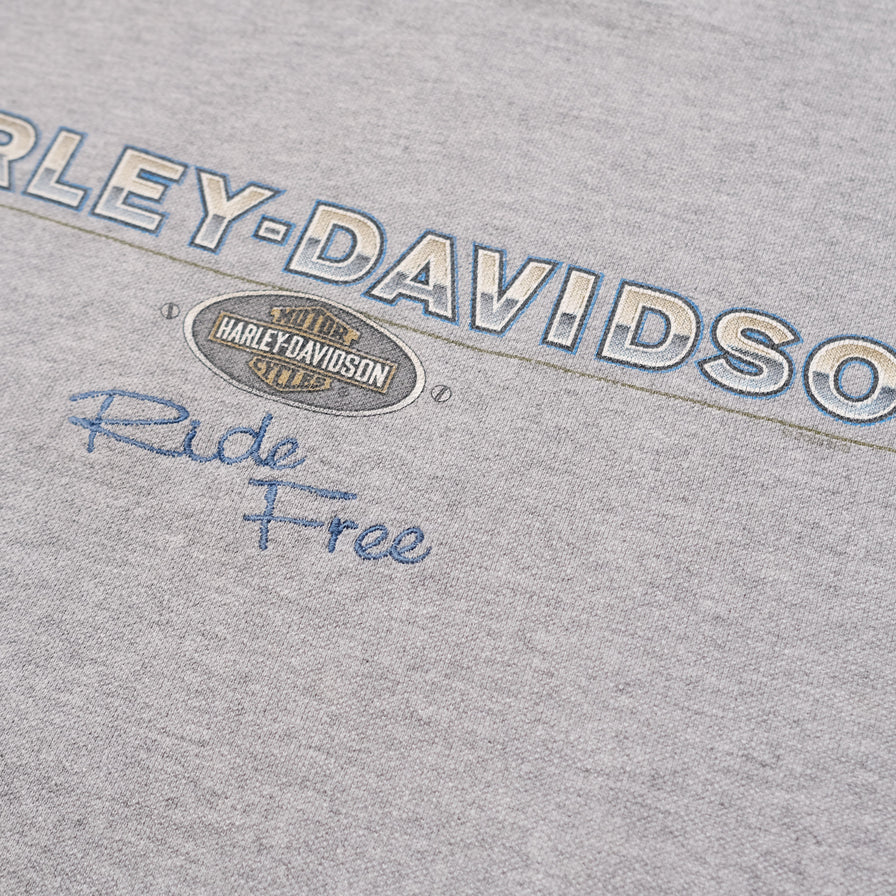 RLEY-DAVIDSO
MOTOR
HARLEY-DAVIDSON
CYCLES
Ride
Free